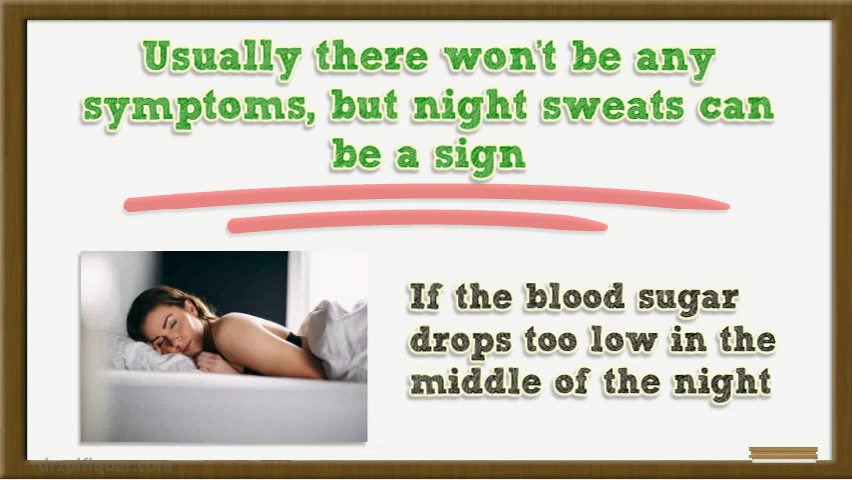 Usually there won't be any
symptoms, but night sweats can
be a sign
If the blood sugar
drops too low in the
middle of the night
drzulfiquar.com